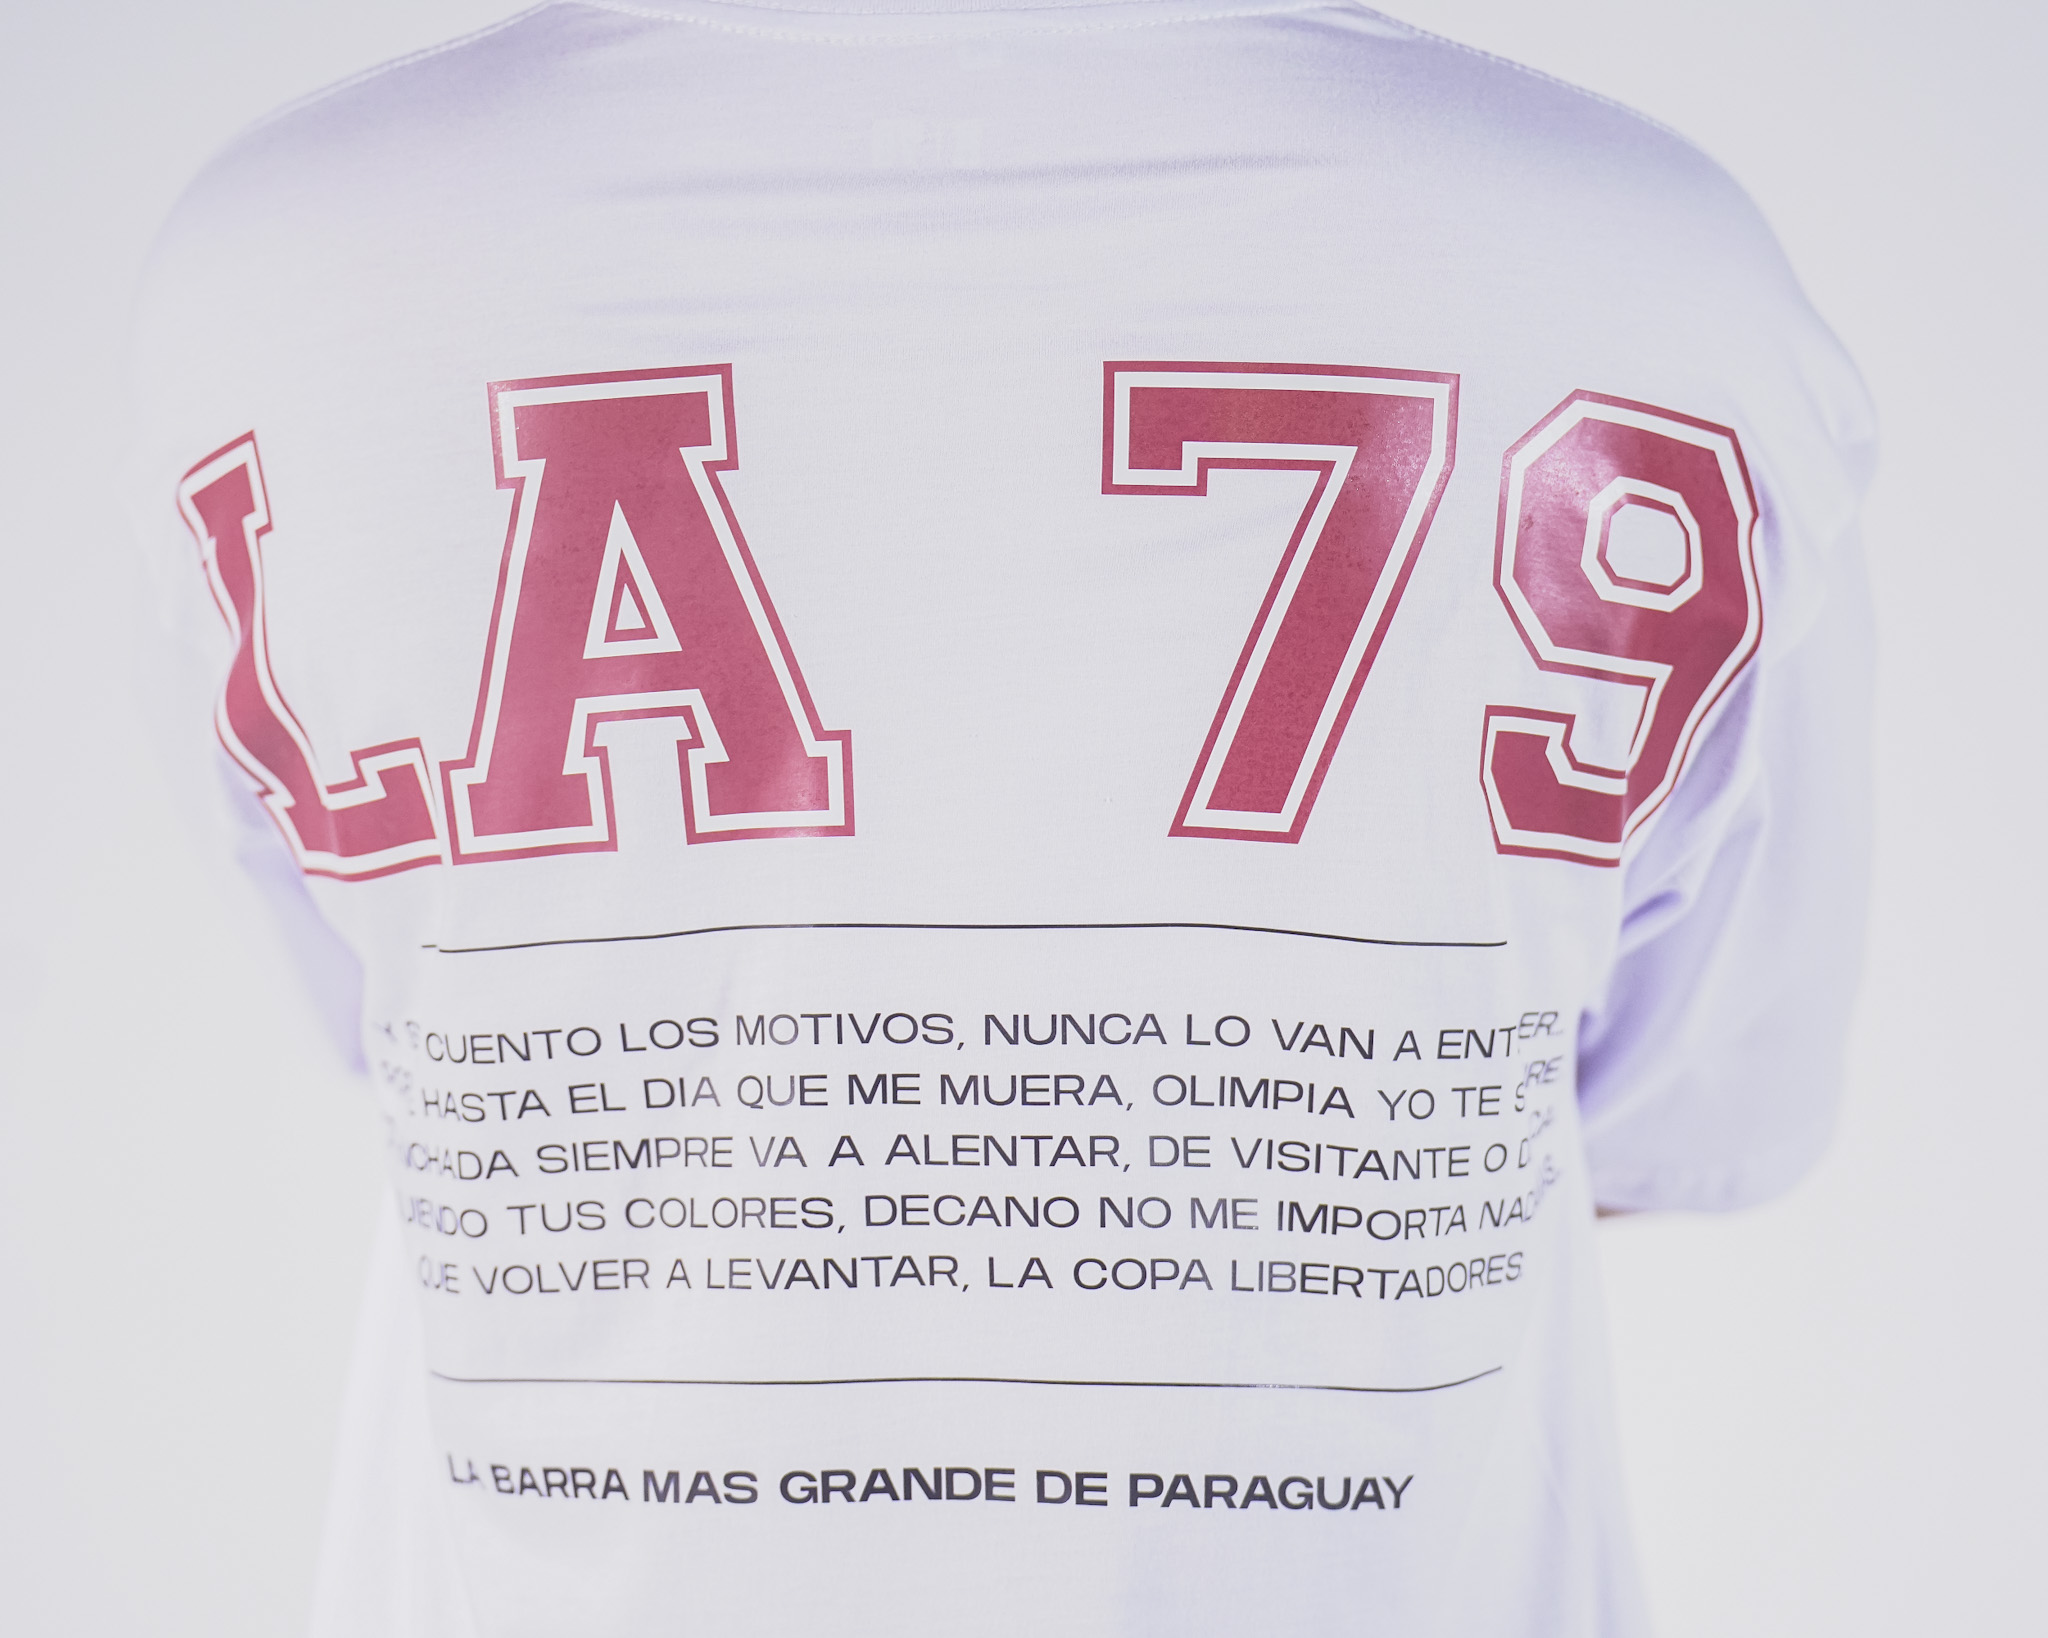 LA 79
CUENTO LOS MOTIVOS, NUNCA LO VAN A ENTER
HASTA EL DIA QUE ME MUERA, OLIMPIA YO TE
SIEMPRE VA A ALENTAR, DE VISITANTE O
TUS COLORES, DECANO NO ME IMPORTA
QUE VOLVER A LEVANTAR, LA COPA LIBERTADORES.
LA BARRA MAS GRANDE DE PARAGUAY